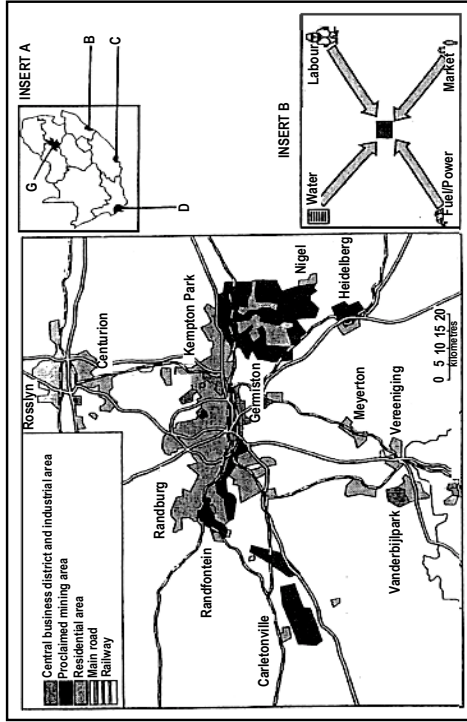 Central business district and industrial area
Proclaimed mining area
Residential area
Main road
Railway
Rosslyn
Centurion
Kempton Park
Randburg
Randfontein
Germiston
Nigel
Heidelberg
Carletonville
Meyerton
Vereeniging
Vanderbijlpark
0 5 10 15 20
kilometres
INSERT A
G
B
C
D
INSERT B
Water
Labour
Fuel/Power
Market